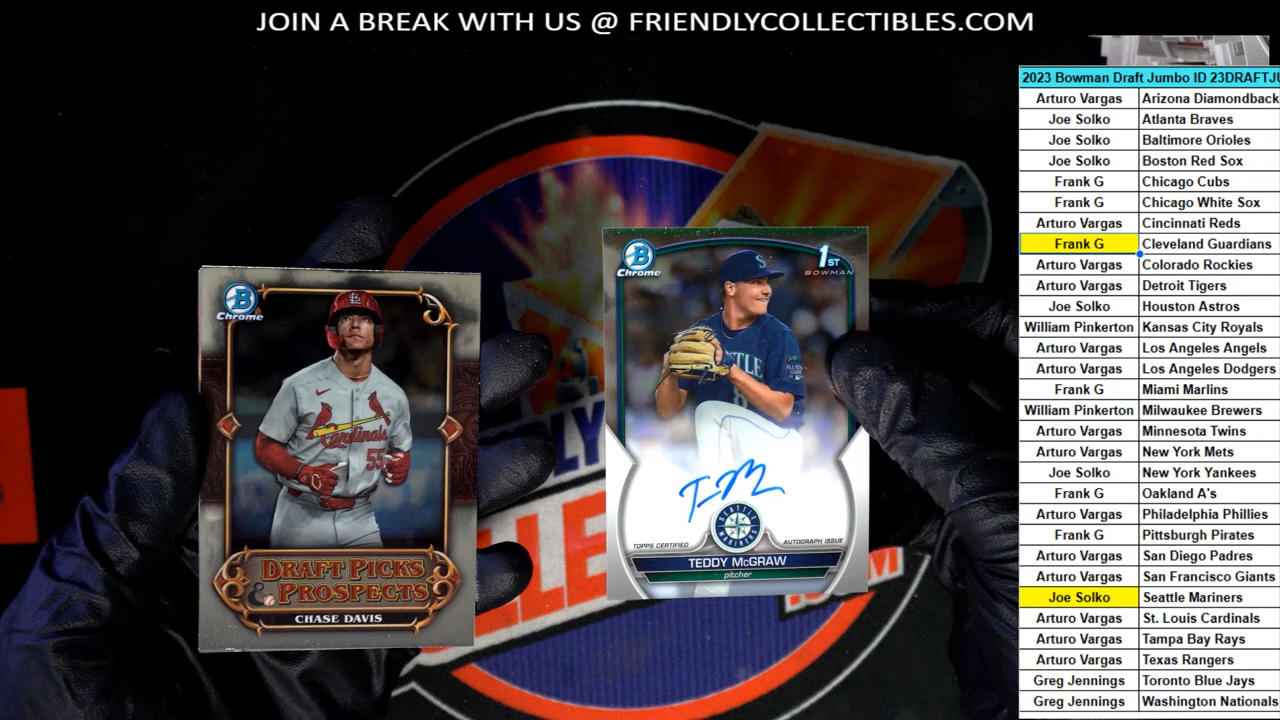 JOIN A BREAK WITH US @ FRIENDLYCOLLECTIBLES.COM
2023 Bowman Draft Jumbo ID 23DRAFTJU
Arturo Vargas Arizona Diamondback
Joe Solko Atlanta Braves
Joe Solko Baltimore Orioles
Joe Solko Boston Red Sox
Frank G Chicago Cubs
Frank G Chicago White Sox
Arturo Vargas Cincinnati Reds
Frank G Cleveland Guardians
Arturo Vargas Colorado Rockies
Arturo Vargas Detroit Tigers
Joe Solko Houston Astros
William Pinkerton Kansas City Royals
Arturo Vargas Los Angeles Angels
Arturo Vargas Los Angeles Dodgers
Frank G Miami Marlins
William Pinkerton Milwaukee Brewers
Arturo Vargas Minnesota Twins
Arturo Vargas New York Mets
Joe Solko New York Yankees
Frank G Oakland A's
Arturo Vargas Philadelphia Phillies
Frank G Pittsburgh Pirates
Arturo Vargas San Diego Padres
Arturo Vargas San Francisco Giants
Joe Solko Seattle Mariners
Arturo Vargas St. Louis Cardinals
Arturo Vargas Tampa Bay Rays
Arturo Vargas Texas Rangers
Greg Jennings Toronto Blue Jays
Greg Jennings Washington Nationals
B
Chrome
Cardinals
55
DRAFT PICKS
& PROSPECTS
CHASE DAVIS
B
Chrome
1ST
BOWMAN
S
TTLE
TOPPS CERTIFIED
AUTOGRAPH ISSUE
SEATTLE
MARINERS
TEDDY McGRAW
pitcher